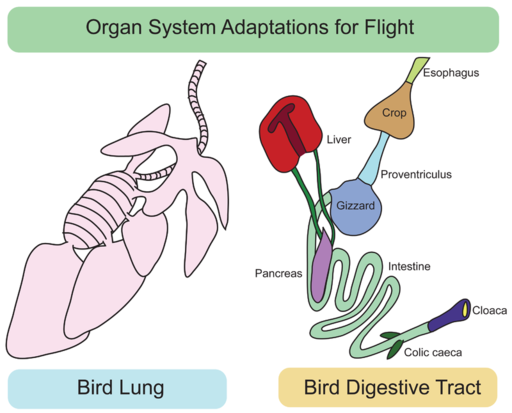 Organ System Adaptations for Flight
Esophagus
Crop
Liver
Proventriculus
Gizzard
Pancreas
Intestine
Cloaca
Colic caeca
Bird Lung
Bird Digestive Tract